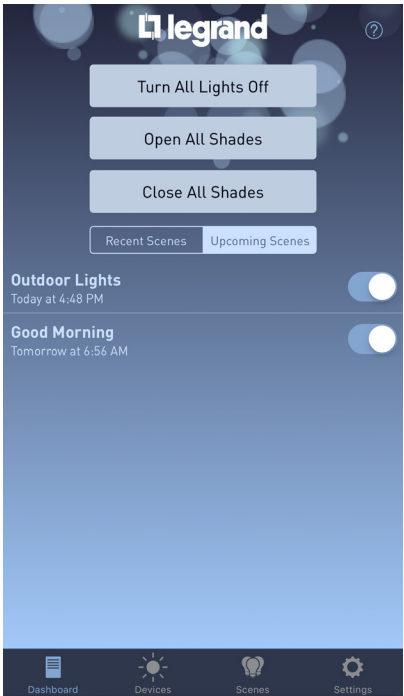 legrand
?
Turn All Lights Off
Open All Shades
Close All Shades
Recent Scenes
Upcoming Scenes
Outdoor Lights
Today at 4:48 PM
Good Morning
Tomorrow at 6:56 AM
Dashboard
Devices
Scenes
Settings